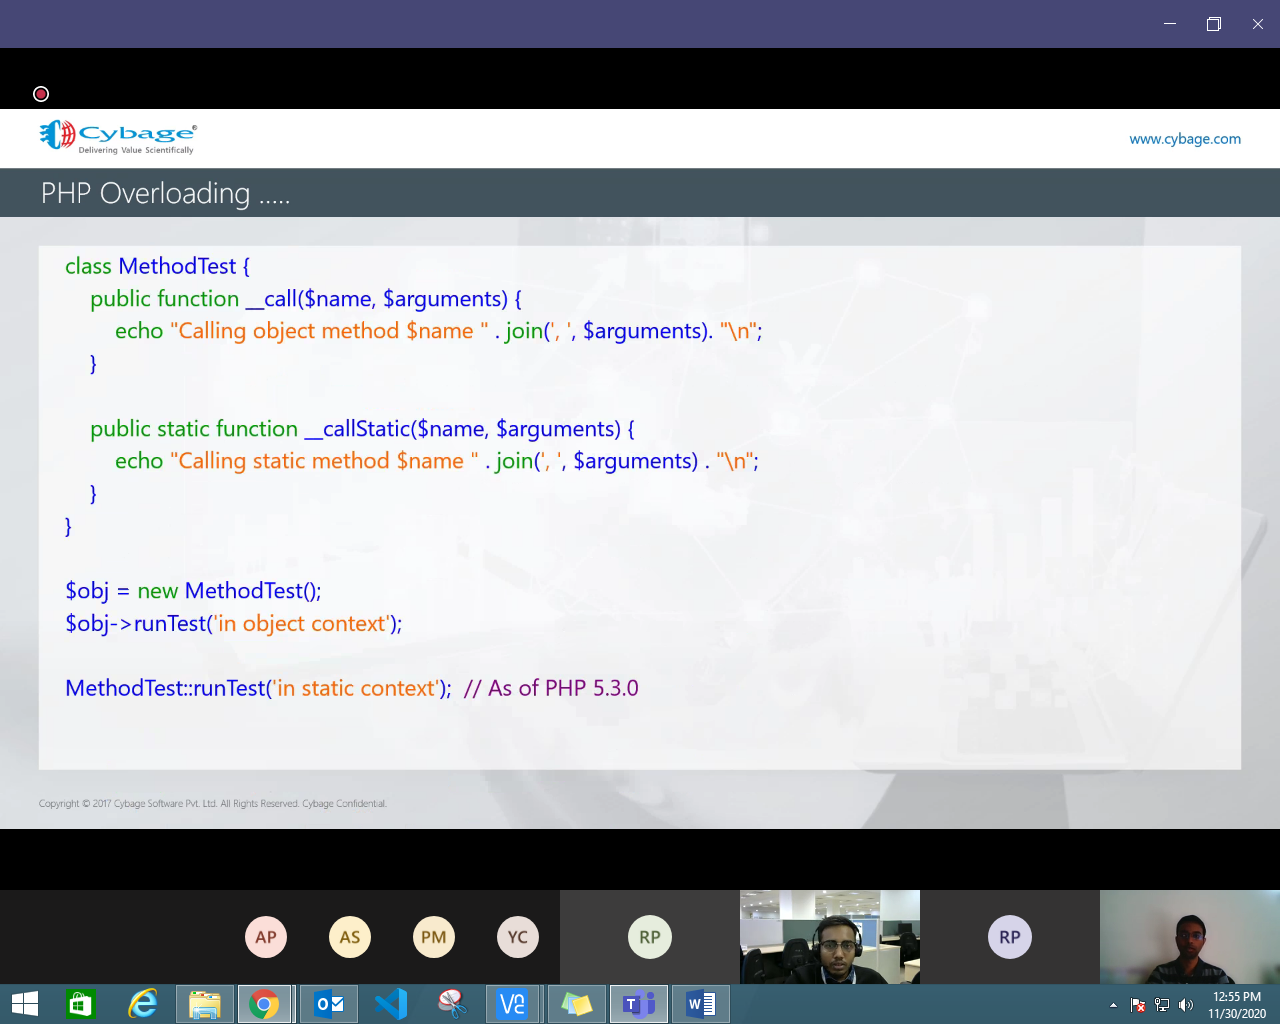 Cybage®
Delivering Value Scientifically
www.cybage.com
PHP Overloading .....
class MethodTest {
public function __call($name, $arguments) {
echo "Calling object method $name " . join(', ', $arguments). "\n";
}
public static function __callStatic($name, $arguments) {
echo "Calling static method $name " . join(', ', $arguments) . "\n";
}
}
$obj = new MethodTest();
$obj->runTest('in object context');
MethodTest::runTest('in static context'); // As of PHP 5.3.0
Copyright © 2017 Cybage Software Pvt. Ltd. All Rights Reserved. Cybage Confidential.
AP AS PM YC RP RP
12:55 PM
11/30/2020